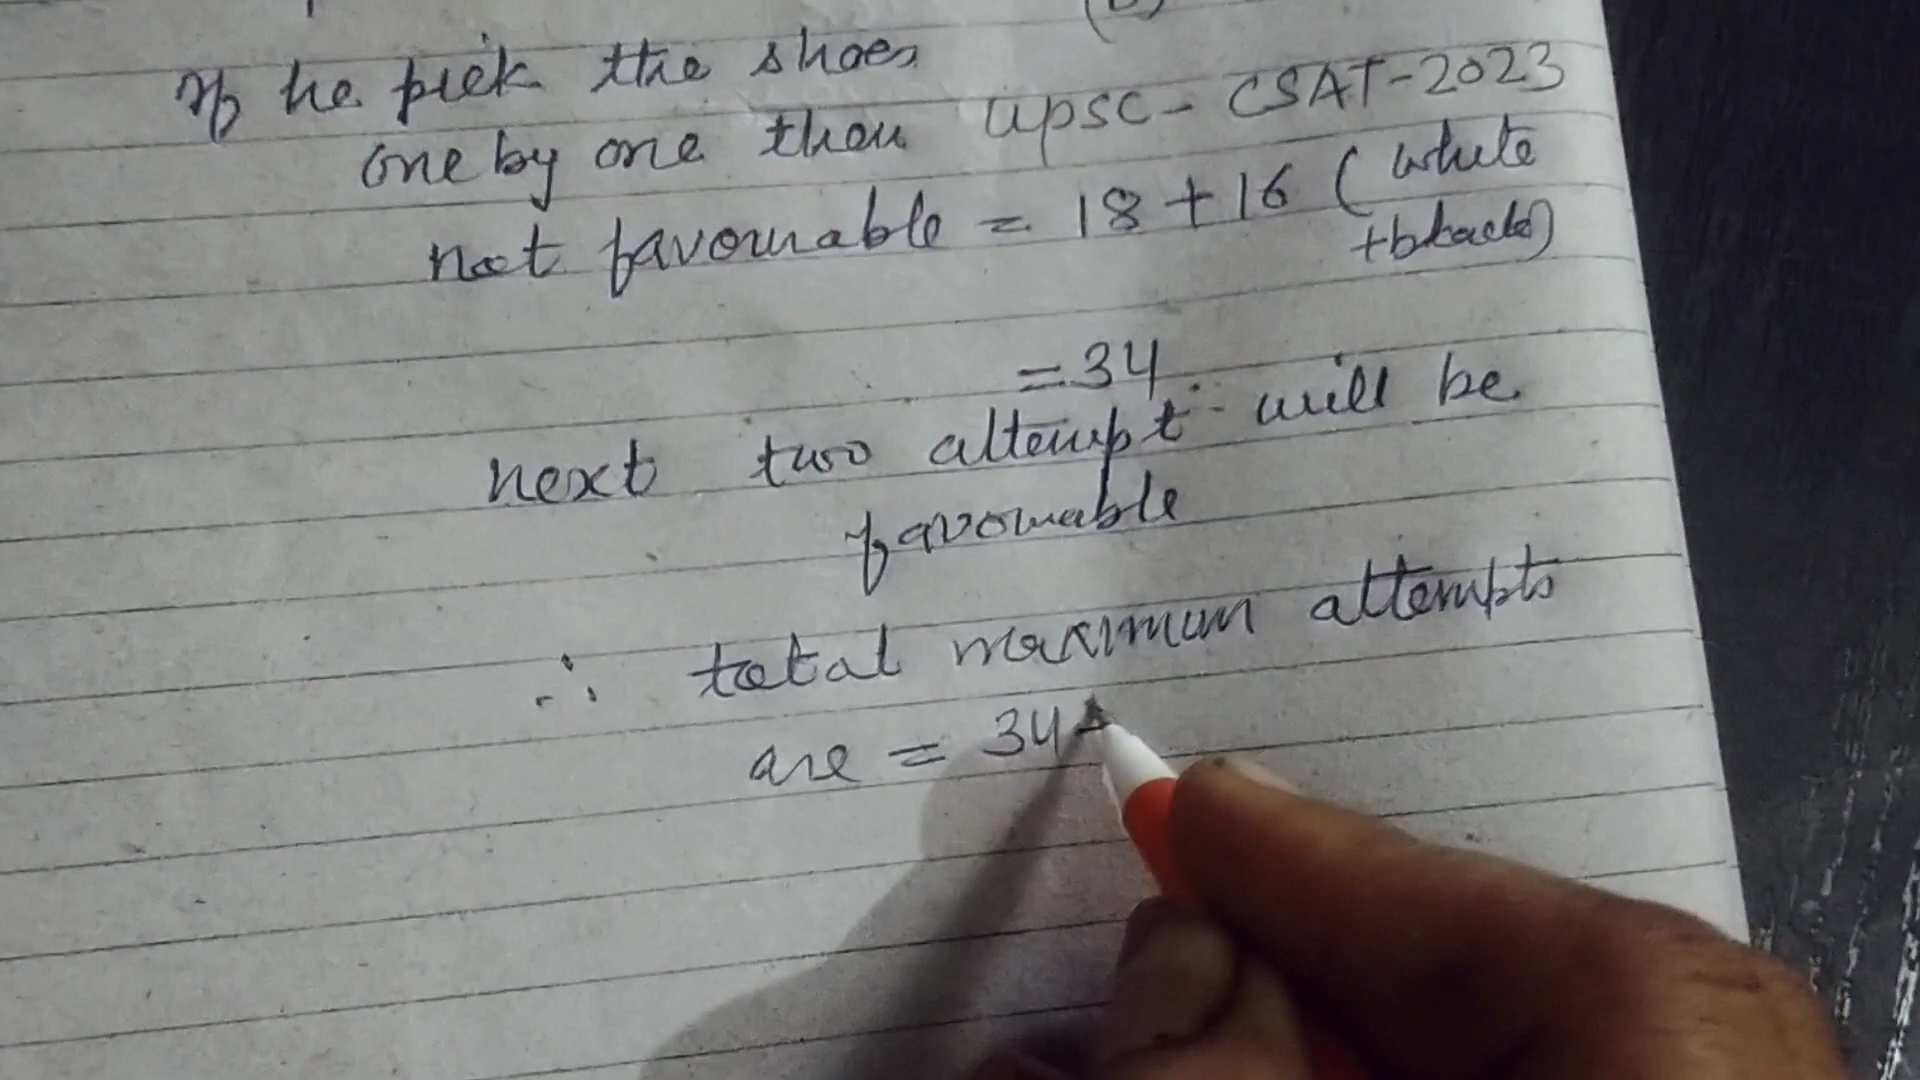 If he pick the shoes
one by one then upsc - CSAT-2023
not favourable = 18 + 16 ( white
+black)
= 34
next two attempt will be
favourable
∴ total maximum attempts
are = 34